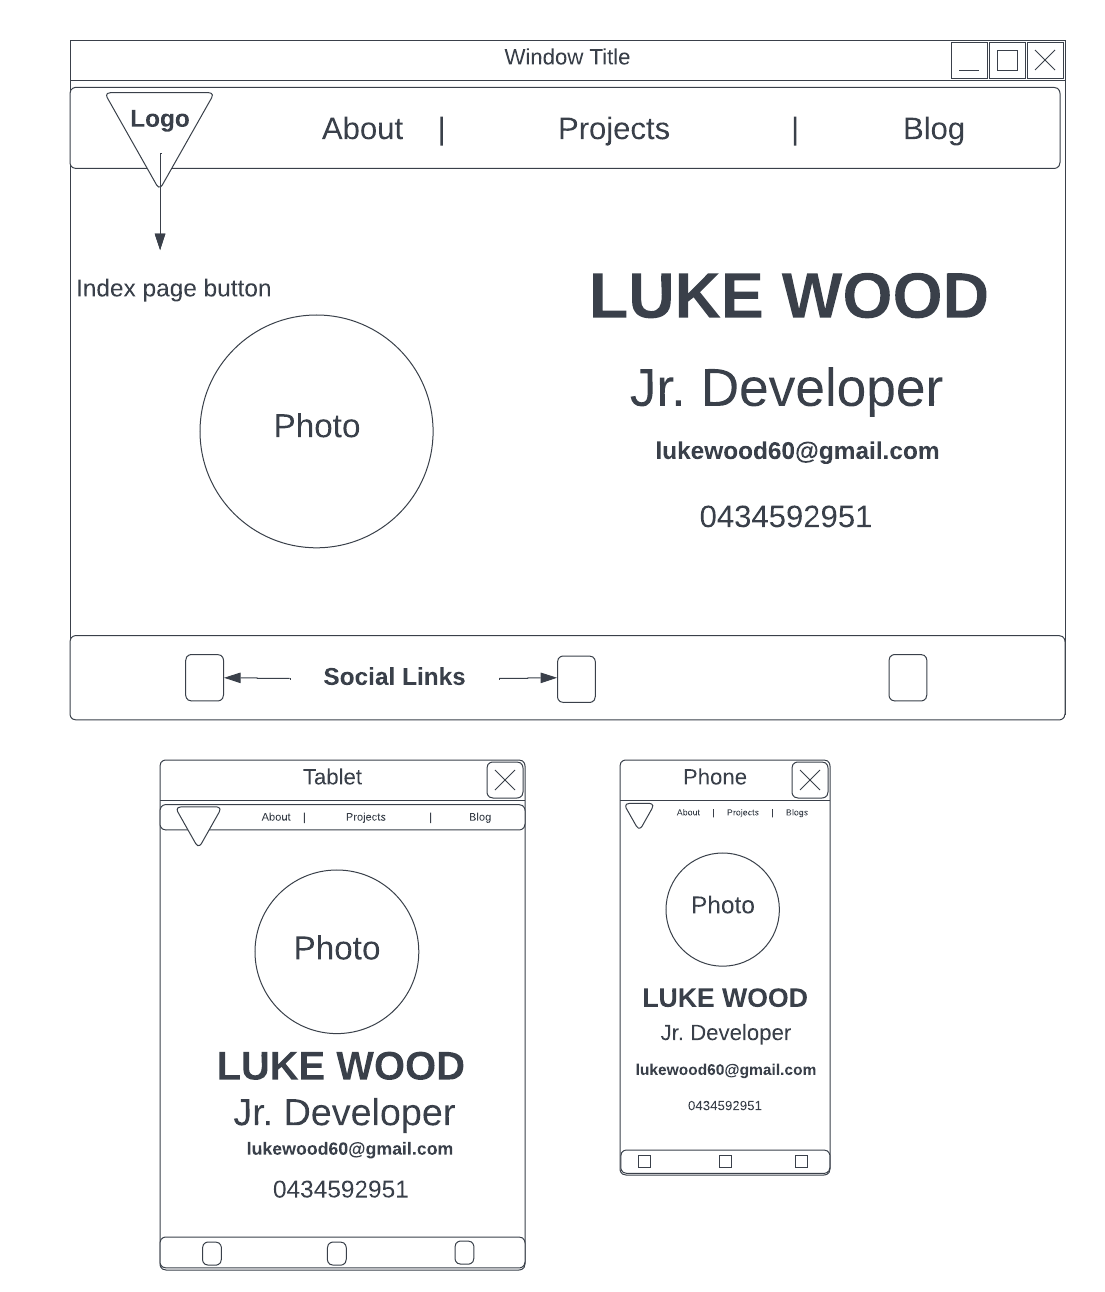 Window Title
Logo
About | Projects | Blog
Index page button
LUKE WOOD
Jr. Developer
lukewood60@gmail.com
0434592951
Photo
Social Links
Tablet
About | Projects | Blog
Photo
LUKE WOOD
Jr. Developer
lukewood60@gmail.com
0434592951
Phone
About | Projects | Blogs
Photo
LUKE WOOD
Jr. Developer
lukewood60@gmail.com
0434592951